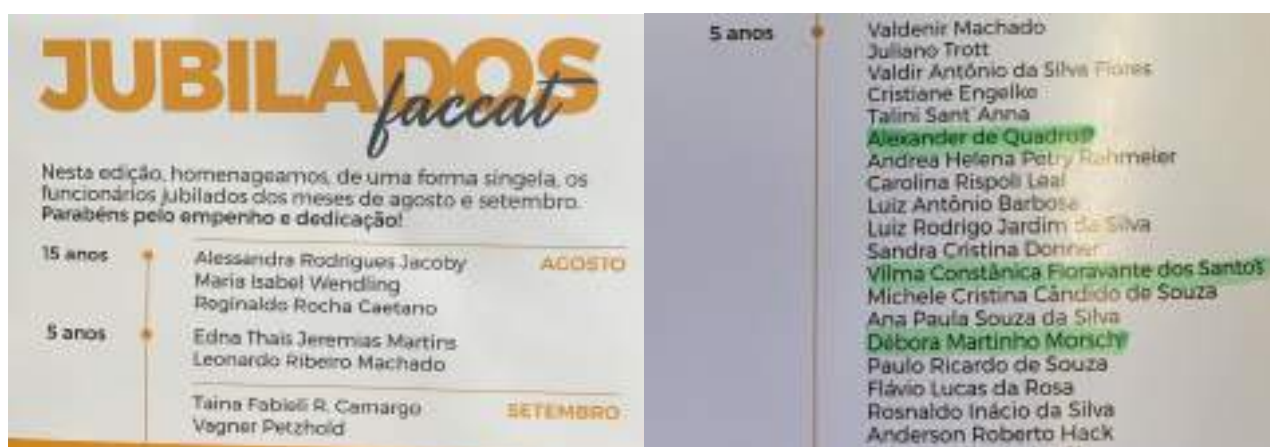 JUBILADOS
faccat
Nesta edição, homenageamos, de uma forma singela, os
funcionários jubilados dos meses de agosto e setembro.
Parabéns pelo empenho e dedicação!
AGOSTO
15 anos
Alessandra Rodrigues Jacoby
Maria Isabel Wendling
Reginaldo Rocha Caetano
5 anos
Edna Thais Jeremias Martins
Leonardo Ribeiro Machado
SETEMBRO
Taina Fabieli R. Camargo
Vagner Petzhold
5 anos
Valdenir Machado
Juliano Trott
Valdir Antônio da Silva Flores
Cristiane Engelke
Talini Sant'Anna
Alexander de Quadros
Andrea Helena Petry Rahmeier
Carolina Rispoli Leal
Luiz Antônio Barbosa
Luiz Rodrigo Jardim da Silva
Sandra Cristina Donner
Vilma Constânica Fioravante dos Santos
Michele Cristina Cândido de Souza
Ana Paula Souza da Silva
Débora Martinho Morschy
Paulo Ricardo de Souza
Flávio Lucas da Rosa
Rosnaldo Inácio da Silva
Anderson Roberto Hack